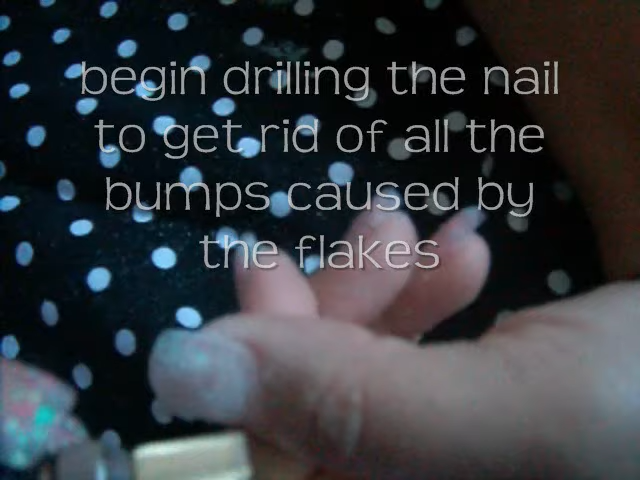 begin drilling the nail
to get rid of all the
bumps caused by
the flakes